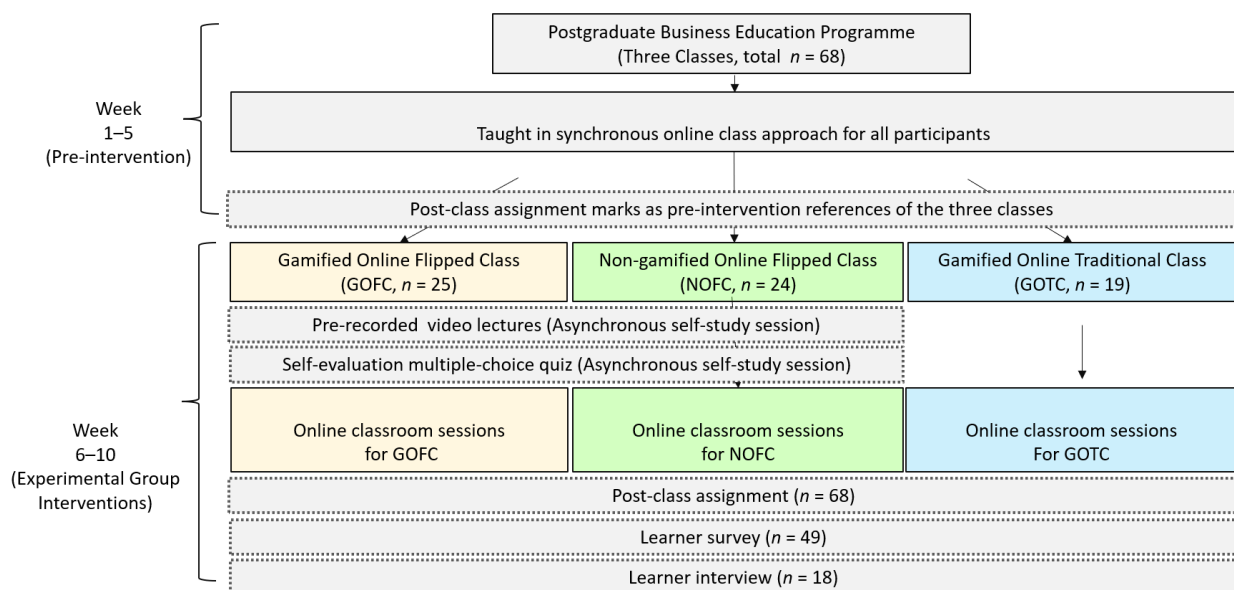 Postgraduate Business Education Programme
(Three Classes, total n = 68)
Week
1–5
(Pre-intervention)
Taught in synchronous online class approach for all participants
Post-class assignment marks as pre-intervention references of the three classes
Gamified Online Flipped Class
(GOFC, n = 25)
Non-gamified Online Flipped Class
(NOFC, n = 24)
Gamified Online Traditional Class
(GOTC, n = 19)
Pre-recorded video lectures (Asynchronous self-study session)
Self-evaluation multiple-choice quiz (Asynchronous self-study session)
Week
6–10
(Experimental Group
Interventions)
Online classroom sessions
for GOFC
Online classroom sessions
for NOFC
Online classroom sessions
For GOTC
Post-class assignment (n = 68)
Learner survey (n = 49)
Learner interview (n = 18)